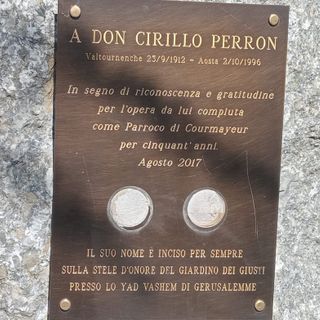 A DON CIRILLO PERRON
Valtournenche 23/9/1912 - Aosta 2/10/1996
In segno di riconoscenza e gratitudine
per l'opera da lui compiuta
come Parroco di Courmayeur
per cinquant'anni.
Agosto 2017
IL SUO NOME È INCISO PER SEMPRE
SULLA STELE D'ONORE DEL GIARDINO DEI GIUSTI
PRESSO LO YAD VASHEM DI GERUSALEMME